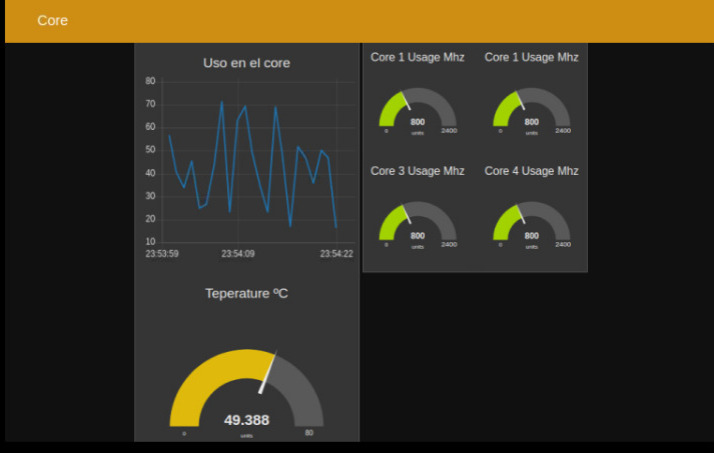 Core
Uso en el core
80
70
60
50
40
30
20
10
23:53:59 23:54:09 23:54:22
Teperature ºC
49.388
units
0 80
Core 1 Usage Mhz Core 1 Usage Mhz
800 800
units units
0 2400 0 2400
Core 3 Usage Mhz Core 4 Usage Mhz
800 800
units units
0 2400 0 2400